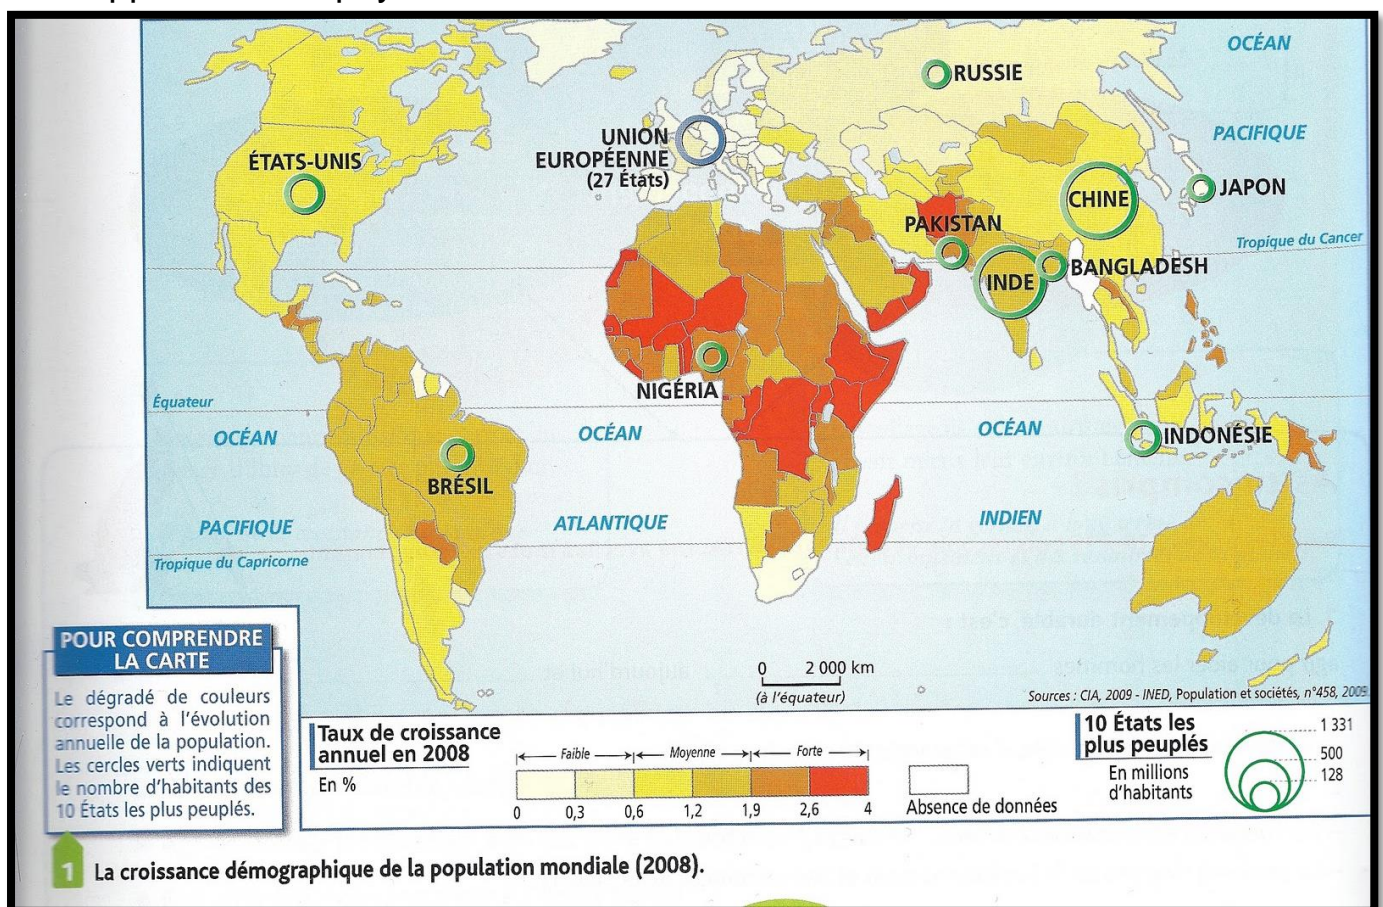 OCÉAN
RUSSIE
PACIFIQUE
UNION
EUROPÉENNE
(27 États)
ÉTATS-UNIS
CHINE
JAPON
PAKISTAN
Tropique du Cancer
BANGLADESH
INDE
NIGÉRIA
Équateur
OCÉAN
OCÉAN
OCÉAN
INDONÉSIE
BRÉSIL
PACIFIQUE
ATLANTIQUE
INDIEN
Tropique du Capricorne
POUR COMPRENDRE
LA CARTE
Le dégradé de couleurs
correspond à l'évolution
annuelle de la population.
Les cercles verts indiquent
le nombre d'habitants des
10 États les plus peuplés.
0 2 000 km
(à l'équateur)
Sources : CIA, 2009 - INED, Population et sociétés, n°458, 2009.
Taux de croissance
annuel en 2008
En %
Faible Moyenne Forte
0 0,3 0,6 1,2 1,9 2,6 4
Absence de données
10 États les
plus peuplés
En millions
d'habitants
1 331
500
128
1 La croissance démographique de la population mondiale (2008).